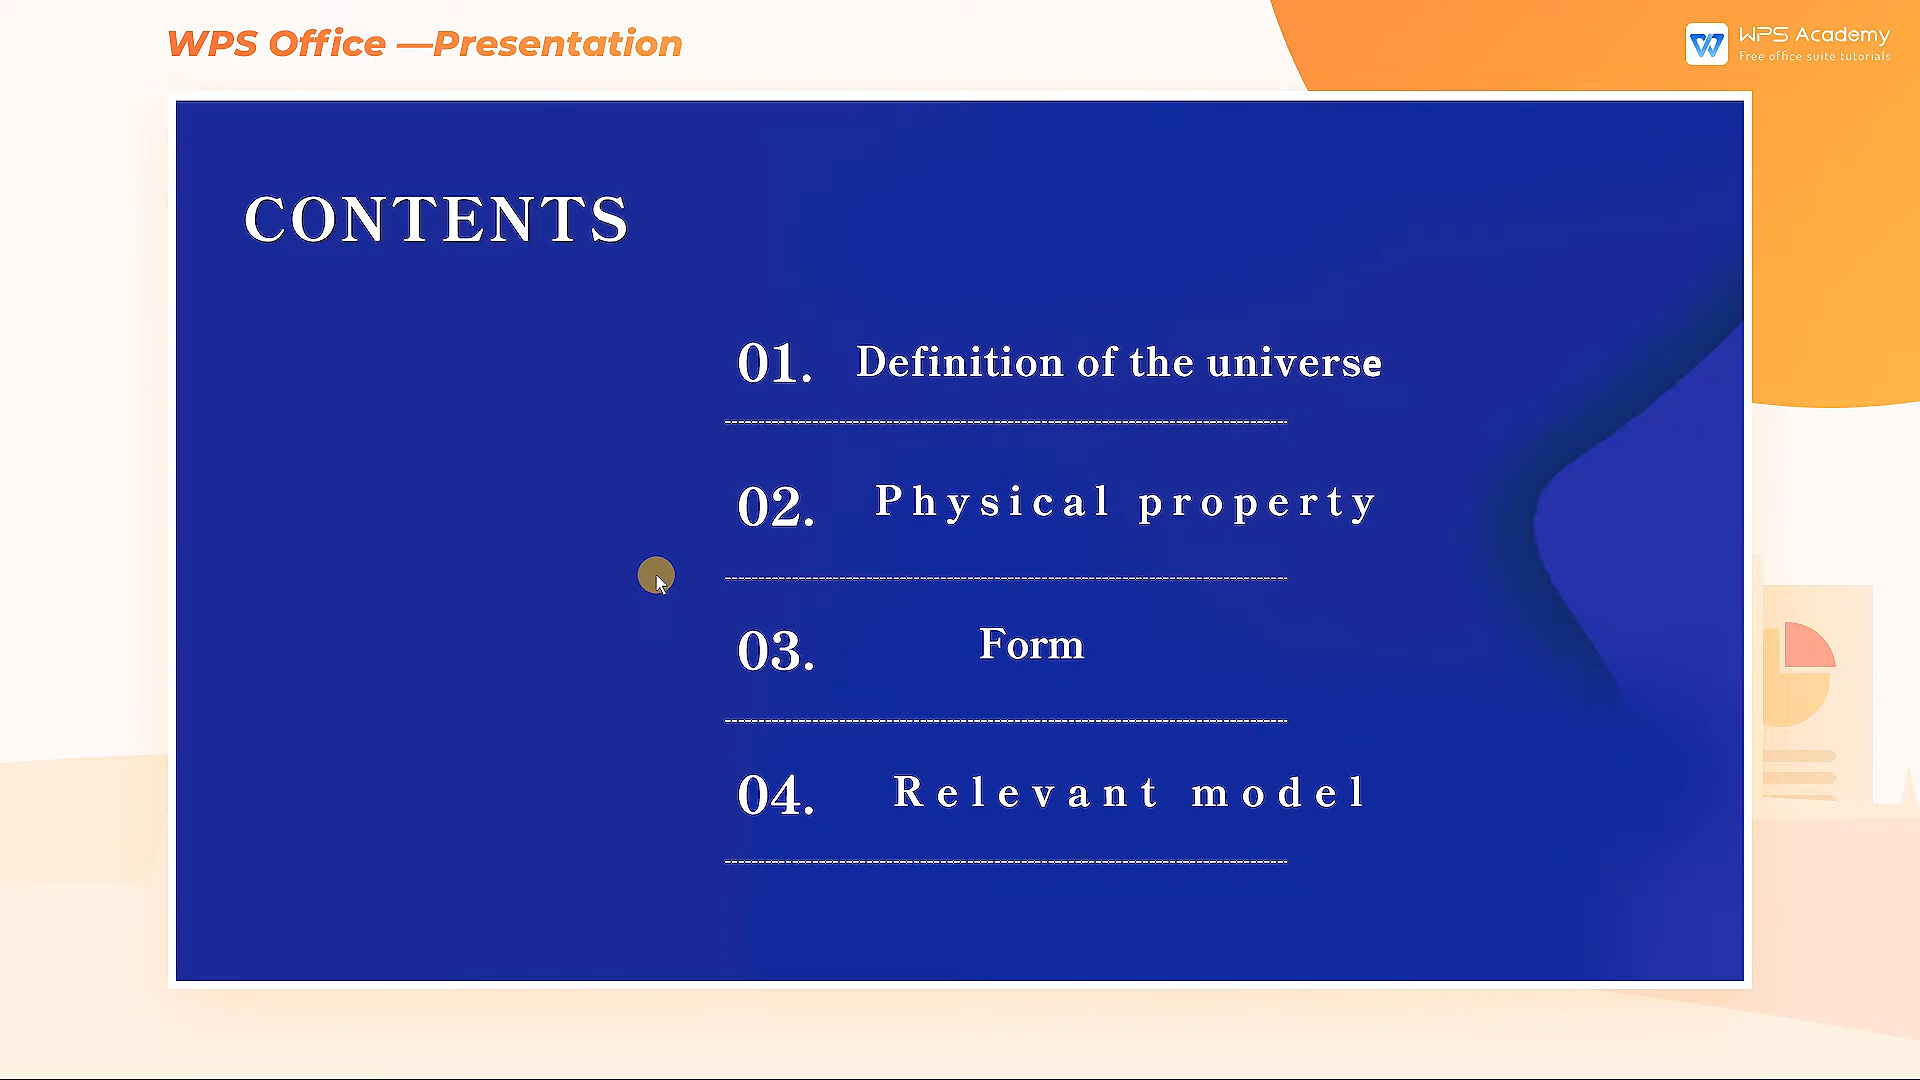 WPS Office —Presentation
WPS Academy
Free office suite tutorials
CONTENTS
01. Definition of the universe
02. Physical property
03. Form
04. Relevant model